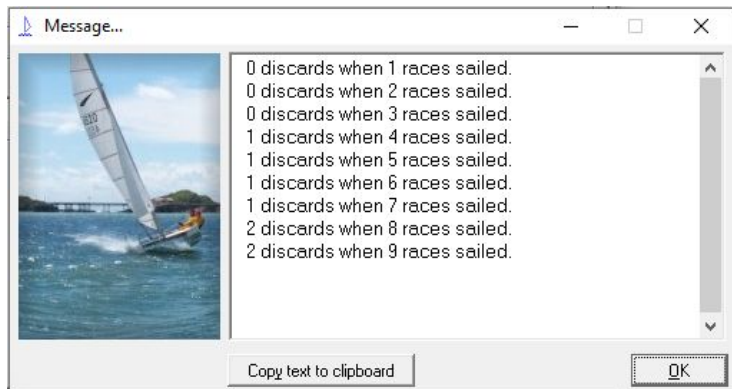 Message...
0 discards when 1 races sailed.
0 discards when 2 races sailed.
0 discards when 3 races sailed.
1 discards when 4 races sailed.
1 discards when 5 races sailed.
1 discards when 6 races sailed.
1 discards when 7 races sailed.
2 discards when 8 races sailed.
2 discards when 9 races sailed.
Copy text to clipboard
OK